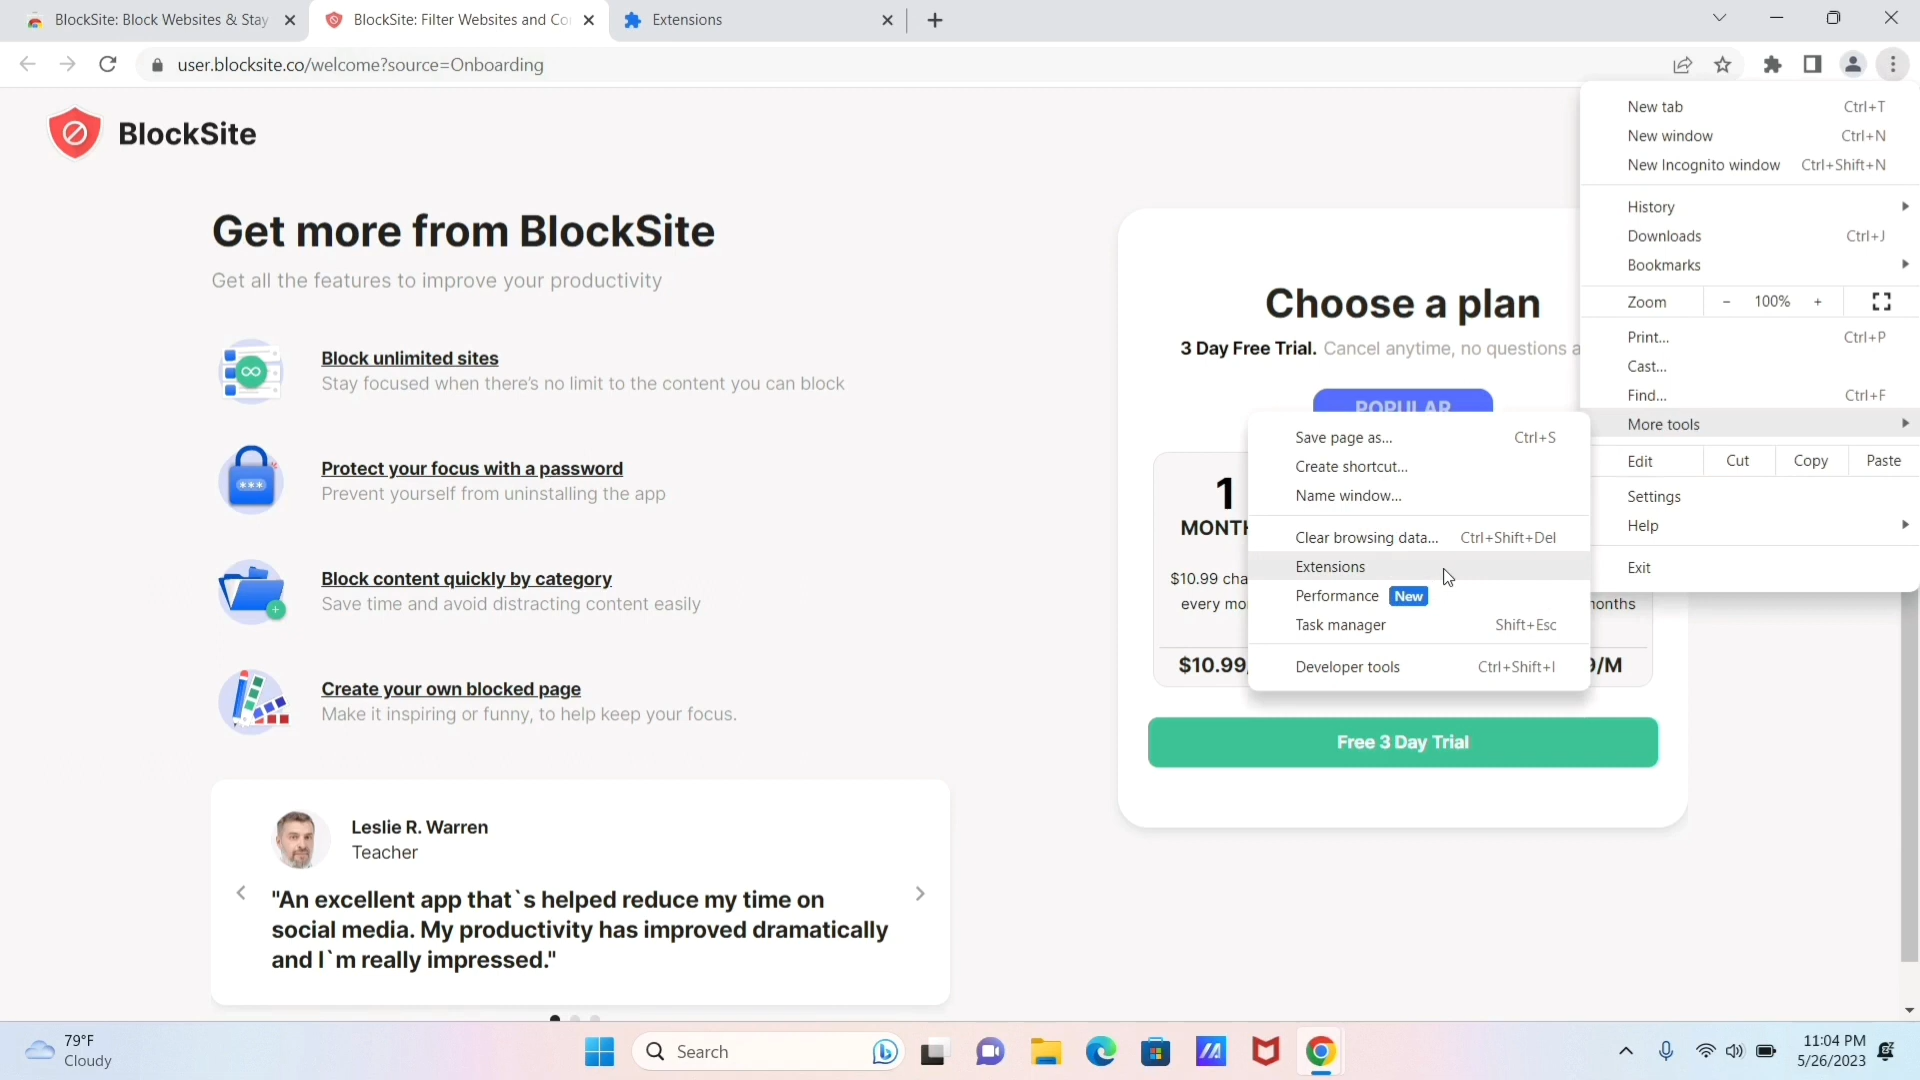 BlockSite: Block Websites & Stay
BlockSite: Filter Websites and Co
Extensions
user.blocksite.co/welcome?source=Onboarding
BlockSite
Get more from BlockSite
Get all the features to improve your productivity
Block unlimited sites
Stay focused when there's no limit to the content you can block
Protect your focus with a password
Prevent yourself from uninstalling the app
Block content quickly by category
Save time and avoid distracting content easily
Create your own blocked page
Make it inspiring or funny, to help keep your focus.
Leslie R. Warren
Teacher
"An excellent app that`s helped reduce my time on
social media. My productivity has improved dramatically
and I`m really impressed."
Choose a plan
3 Day Free Trial. Cancel anytime, no questions a
POPULAR
1
MONTH
$10.99 cha
every mo
months
$10.99
9/M
Free 3 Day Trial
New tab Ctrl+T
New window Ctrl+N
New Incognito window Ctrl+Shift+N
History
Downloads Ctrl+J
Bookmarks
Zoom - 100% +
Print... Ctrl+P
Cast...
Find... Ctrl+F
More tools
Edit Cut Copy Paste
Settings
Help
Exit
Save page as... Ctrl+S
Create shortcut...
Name window...
Clear browsing data... Ctrl+Shift+Del
Extensions
Performance New
Task manager Shift+Esc
Developer tools Ctrl+Shift+I
79°F
Cloudy
Search
11:04 PM
5/26/2023